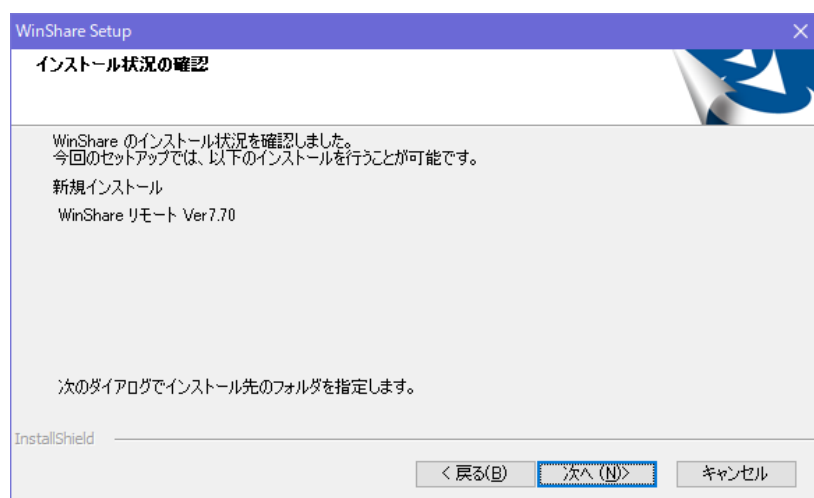 WinShare Setup
インストール状況の確認
WinShare のインストール状況を確認しました。
今回のセットアップでは、以下のインストールを行うことが可能です。
新規インストール
WinShare リモート Ver7.70
次のダイアログでインストール先のフォルダを指定します。
InstallShield
< 戻る(B)
次へ (N)>
キャンセル